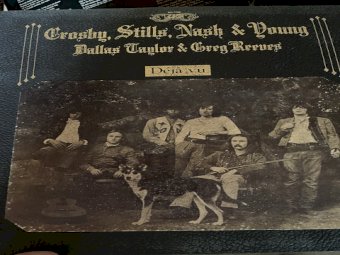 Crosby, Stills, Nash & Young
Dallas Taylor & Greg Reeves
Déjà vu